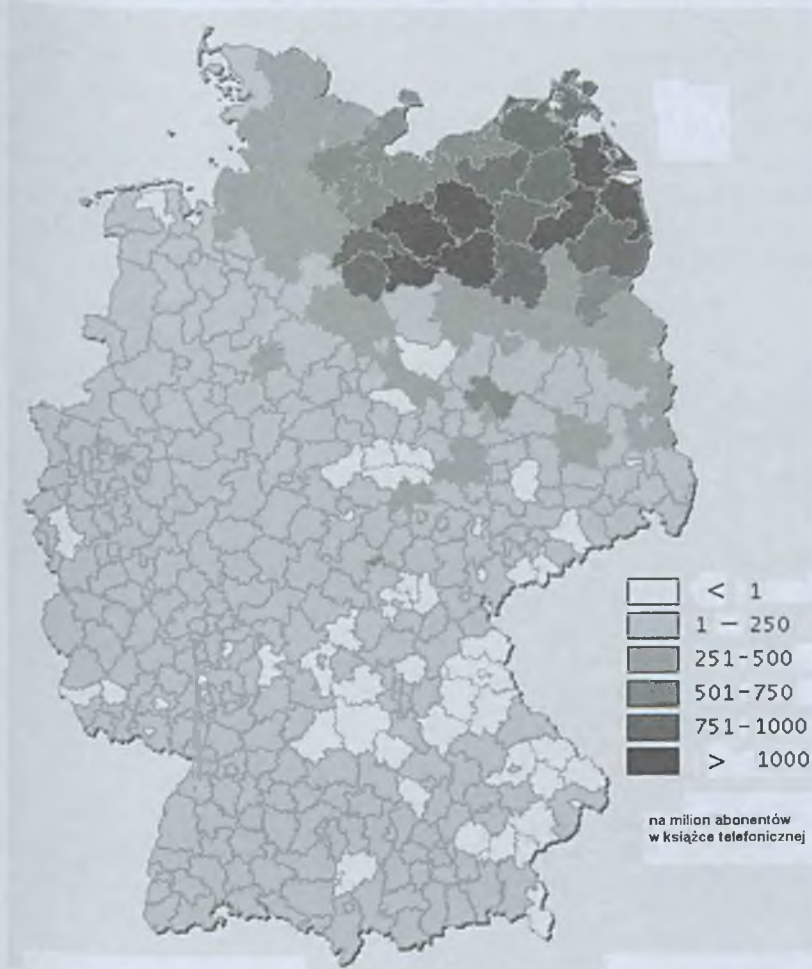 < 1
1 — 250
251-500
501-750
751-1000
> 1000
na milion abonentów
w książce telefonicznej